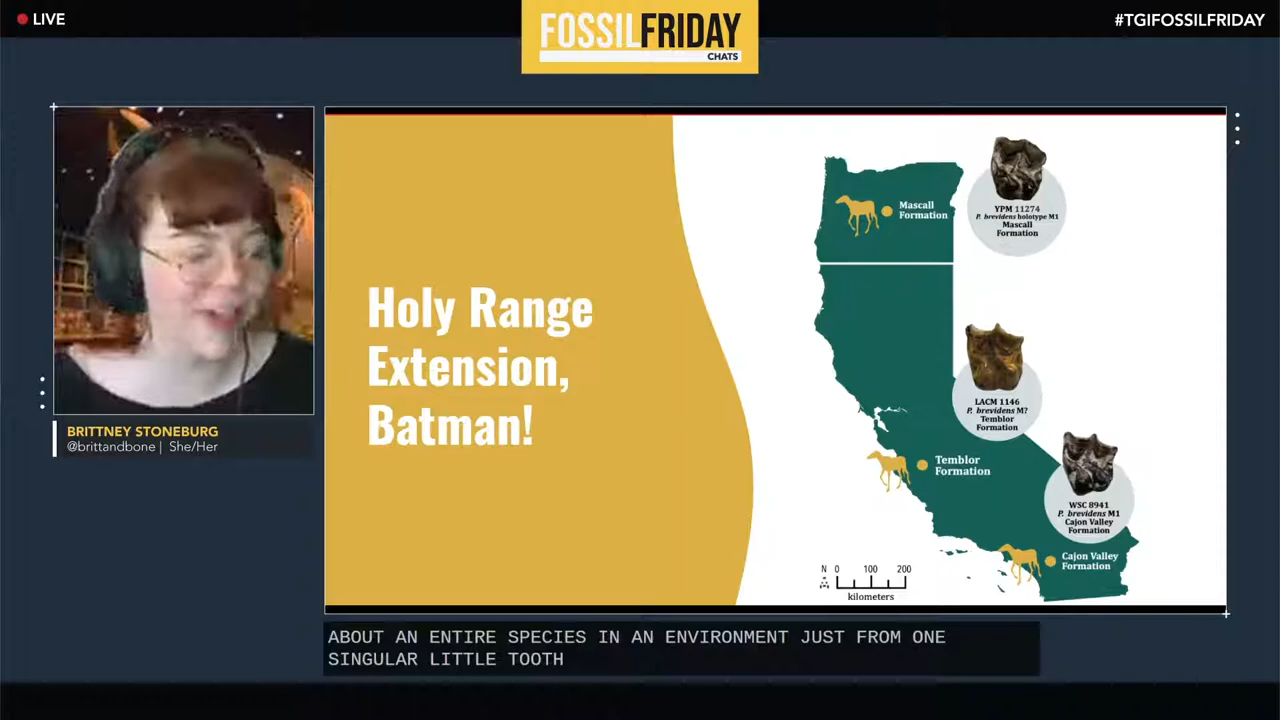 LIVE
FOSSILFRIDAY
CHATS
#TGIFOSSILFRIDAY
BRITTNEY STONEBURG
@brittandbone | She/Her
Holy Range
Extension,
Batman!
Mascall
Formation
YPM 11274
P. brevidens holotype M1
Mascall
Formation
LACM 1146
P. brevidens M?
Temblor
Formation
Temblor
Formation
WSC 8941
P. brevidens M1
Cajon Valley
Formation
Cajon Valley
Formation
N 0 100 200
kilometers
ABOUT AN ENTIRE SPECIES IN AN ENVIRONMENT JUST FROM ONE
SINGULAR LITTLE TOOTH